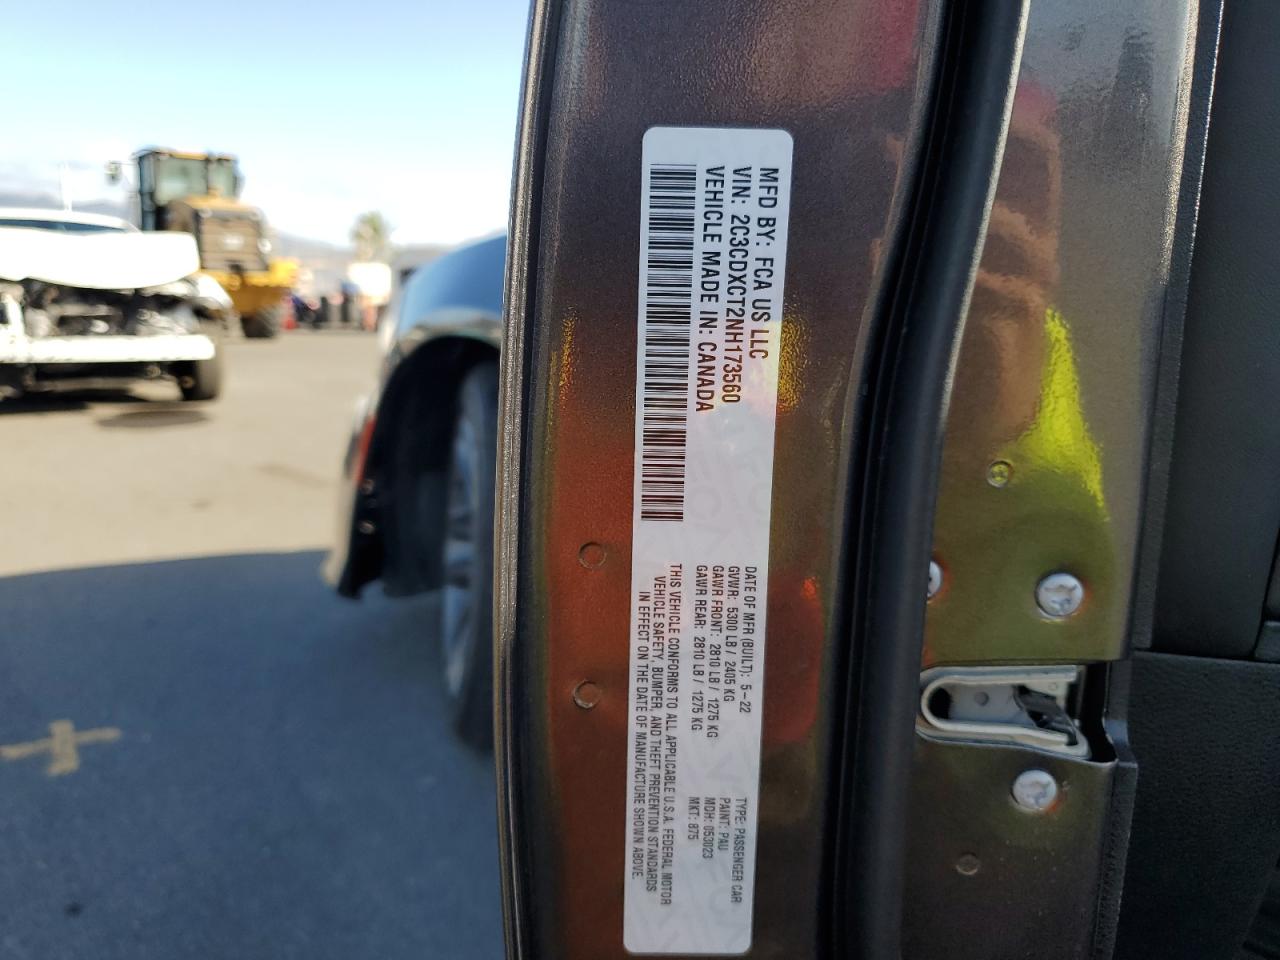 MFD BY: FCA US LLC
VIN: 2C3CDXCT2NH173560
VEHICLE MADE IN: CANADA
DATE OF MFR (BUILT): 5-22
GVWR: 5300 LB / 2405 KG
GAWR FRONT: 2810 LB / 1275 KG
GAWR REAR: 2810 LB / 1275 KG
THIS VEHICLE CONFORMS TO ALL APPLICABLE U.S.A. FEDERAL MOTOR
VEHICLE SAFETY, BUMPER, AND THEFT PREVENTION STANDARDS
IN EFFECT ON THE DATE OF MANUFACTURE SHOWN ABOVE.
TYPE: PASSENGER CAR
PAINT: PAU
MDH: 053023
MKT: 875